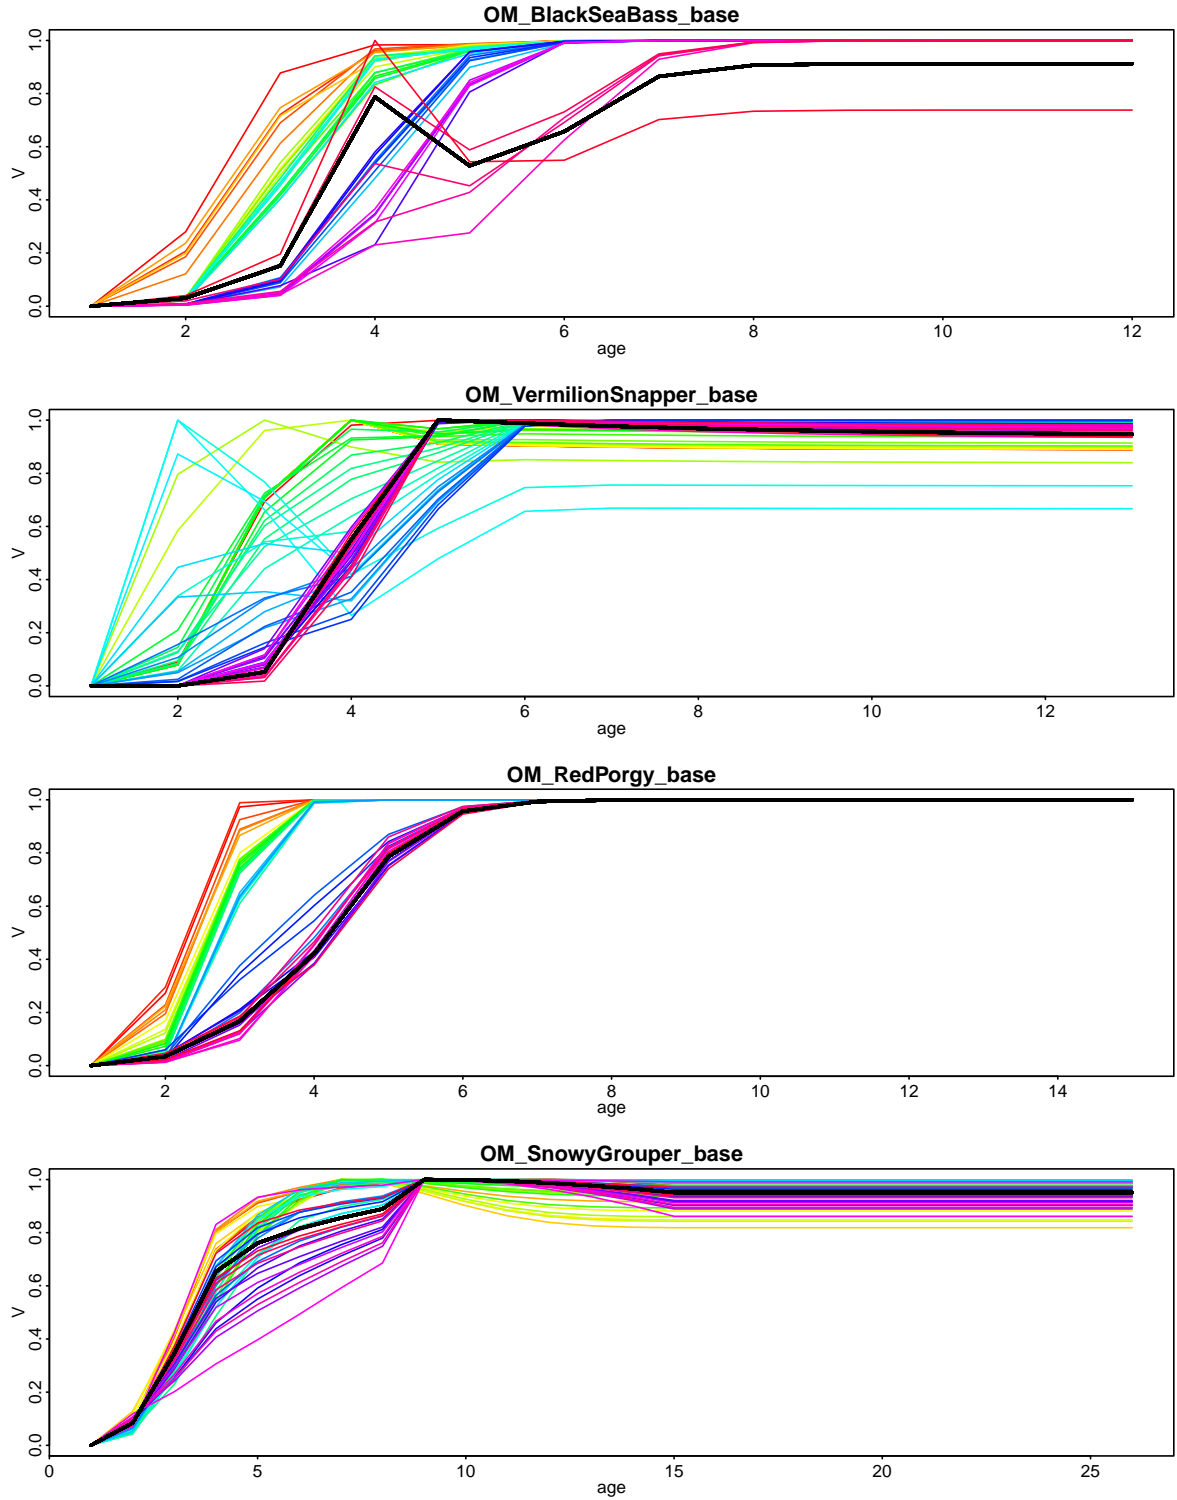 OM_BlackSeaBass_base
1.0
0.8
0.6
V
0.4
0.2
0.0
2 4 6 8 10 12
age
OM_VermilionSnapper_base
1.0
0.8
0.6
V
0.4
0.2
0.0
2 4 6 8 10 12
age
OM_RedPorgy_base
1.0
0.8
0.6
V
0.4
0.2
0.0
2 4 6 8 10 12 14
age
OM_SnowyGrouper_base
1.0
0.8
0.6
V
0.4
0.2
0.0
0 5 10 15 20 25
age